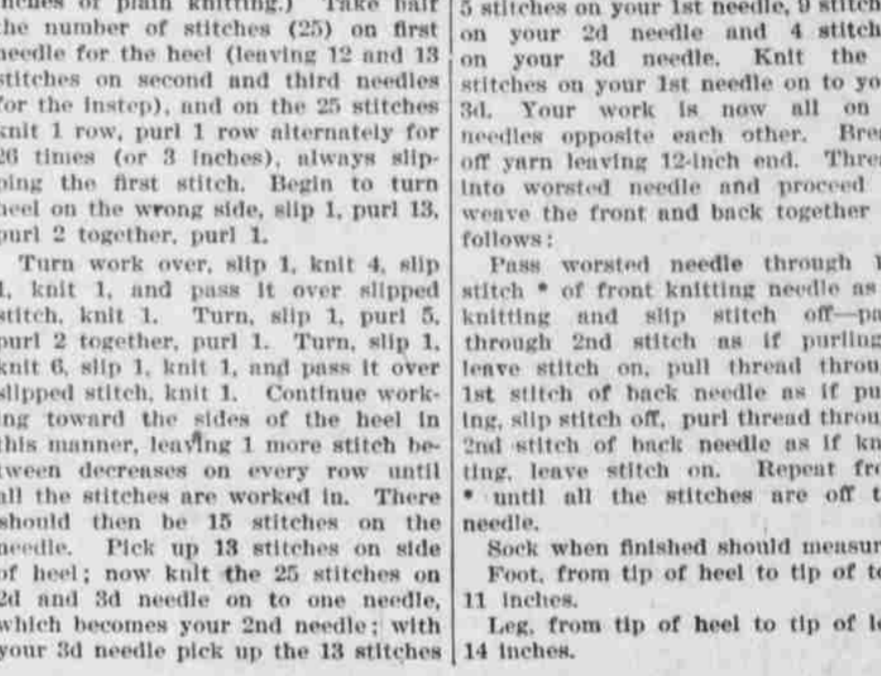 of plain knitting.) Take half
the number of stitches (25) on first
needle for the heel (leaving 12 and 13
stitches on second and third needles
for the instep), and on the 25 stitches
knit 1 row, purl 1 row alternately for
26 times (or 3 inches), always slip-
ping the first stitch. Begin to turn
heel on the wrong side, slip 1, purl 13,
purl 2 together, purl 1.
Turn work over, slip 1, knit 4, slip
1, knit 1, and pass it over slipped
stitch, knit 1. Turn, slip 1, purl 5,
purl 2 together, purl 1. Turn, slip 1,
knit 6, slip 1, knit 1, and pass it over
slipped stitch, knit 1. Continue work-
ing toward the sides of the heel in
this manner, leaving 1 more stitch be-
tween decreases on every row until
all the stitches are worked in. There
should then be 15 stitches on the
needle. Pick up 13 stitches on side
of heel; now knit the 25 stitches on
2d and 3d needle on to one needle,
which becomes your 2nd needle; with
your 3d needle pick up the 13 stitches
5 stitches on your 1st needle, 9 stitch
on your 2d needle and 4 stitch
on your 3d needle. Knit the
stitches on your 1st needle on to yo
3d. Your work is now all on
needles opposite each other. Brea
off yarn leaving 12-inch end. Threa
into worsted needle and proceed
weave the front and back together
follows:
Pass worsted needle through 1
stitch * of front knitting needle as
knitting and slip stitch off—pa
through 2nd stitch as if purling
leave stitch on, pull thread throu
1st stitch of back needle as if pu
ing, slip stitch off, purl thread throu
2nd stitch of back needle as if kn
ting, leave stitch on. Repeat fro
* until all the stitches are off t
needle.
Sock when finished should measur
Foot, from tip of heel to tip of to
11 inches.
Leg, from tip of heel to tip of le
14 inches.